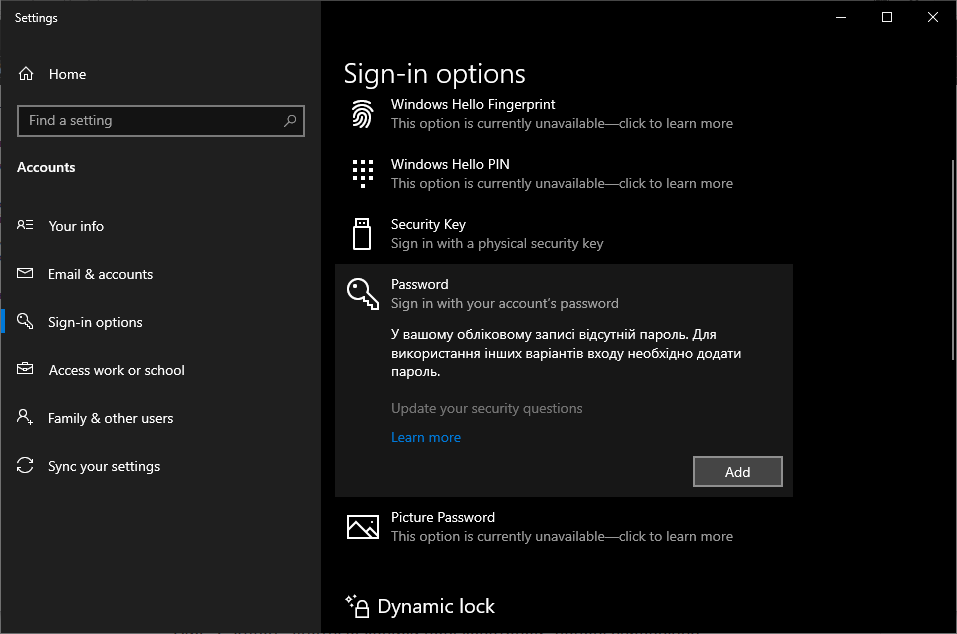 Settings
Home
Find a setting
Accounts
Your info
Email & accounts
Sign-in options
Access work or school
Family & other users
Sync your settings
Sign-in options
Windows Hello Fingerprint
This option is currently unavailable—click to learn more
Windows Hello PIN
This option is currently unavailable—click to learn more
Security Key
Sign in with a physical security key
Password
Sign in with your account's password
У вашому обліковому записі відсутній пароль. Для
використання інших варіантів входу необхідно додати
пароль.
Update your security questions
Learn more
Add
Picture Password
This option is currently unavailable—click to learn more
Dynamic lock